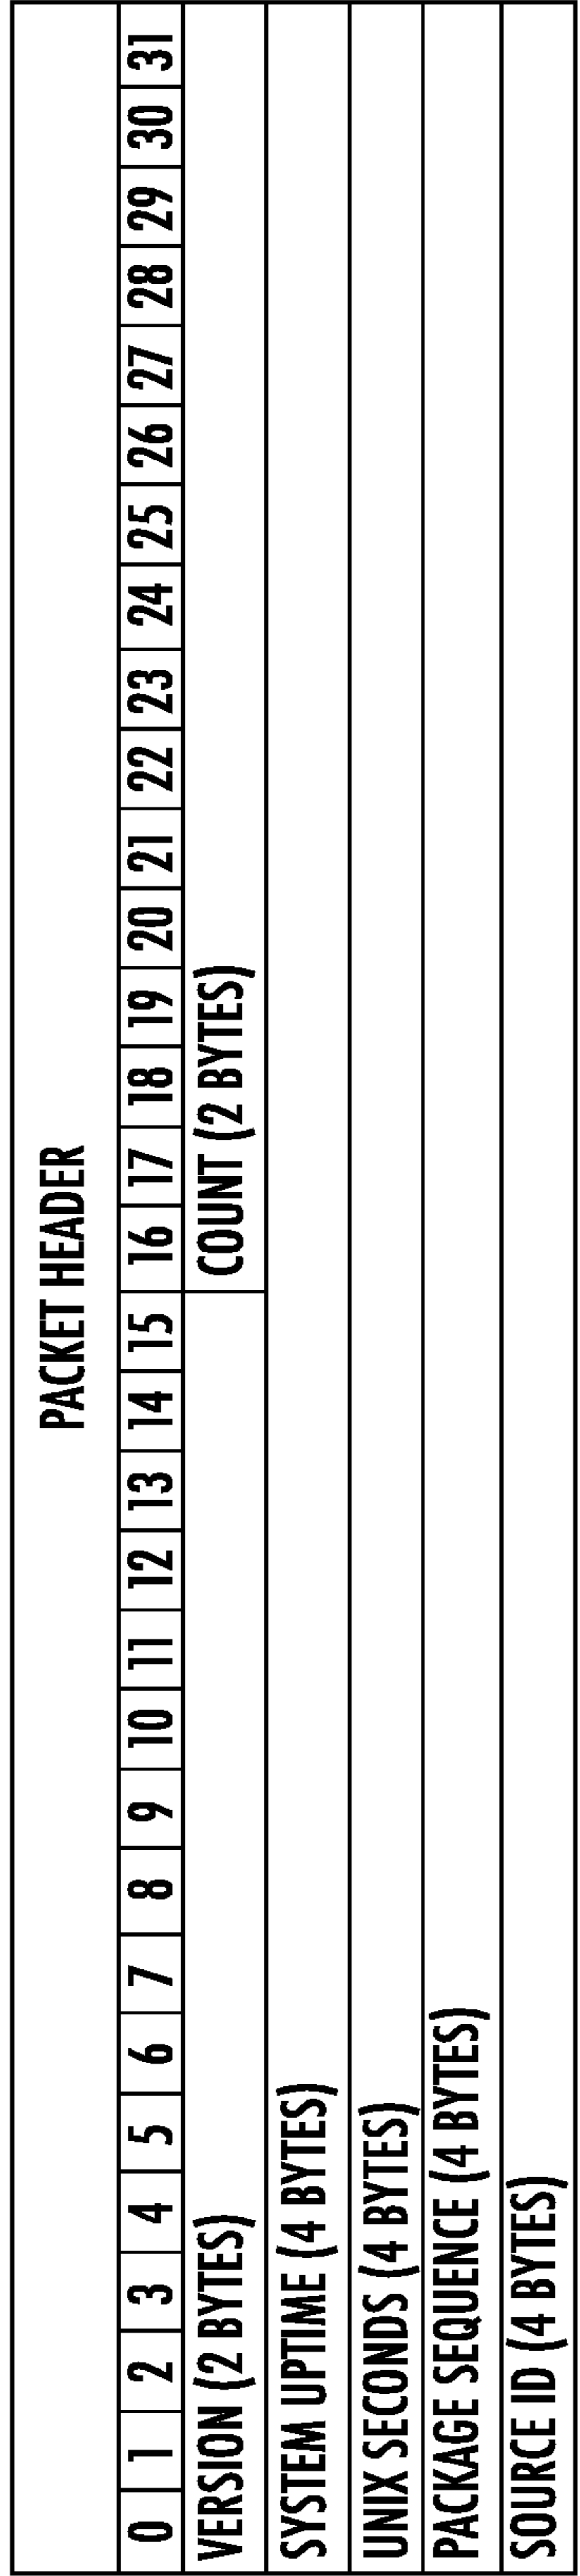 PACKET HEADER
0 1 2 3 4 5 6 7 8 9 10 11 12 13 14 15 16 17 18 19 20 21 22 23 24 25 26 27 28 29 30 31
VERSION (2 BYTES) COUNT (2 BYTES)
SYSTEM UPTIME (4 BYTES)
UNIX SECONDS (4 BYTES)
PACKAGE SEQUENCE (4 BYTES)
SOURCE ID (4 BYTES)